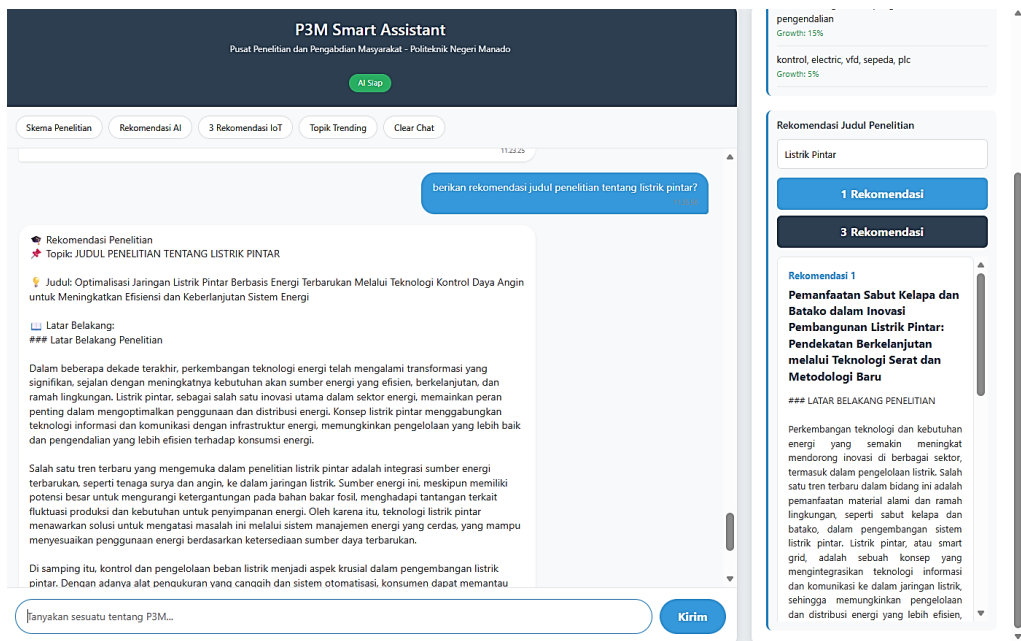 P3M Smart Assistant
Pusat Penelitian dan Pengabdian Masyarakat - Politeknik Negeri Manado
AI Siap
Skema Penelitian
Rekomendasi AI
3 Rekomendasi IoT
Topik Trending
Clear Chat
11.23.25
berikan rekomendasi judul penelitian tentang listrik pintar?
🎓 Rekomendasi Penelitian
📌 Topik: JUDUL PENELITIAN TENTANG LISTRIK PINTAR
💡 Judul: Optimalisasi Jaringan Listrik Pintar Berbasis Energi Terbarukan Melalui Teknologi Kontrol Daya Angin
untuk Meningkatkan Efisiensi dan Keberlanjutan Sistem Energi
📖 Latar Belakang:
### Latar Belakang Penelitian
Dalam beberapa dekade terakhir, perkembangan teknologi energi telah mengalami transformasi yang
signifikan, sejalan dengan meningkatnya kebutuhan akan sumber energi yang efisien, berkelanjutan, dan
ramah lingkungan. Listrik pintar, sebagai salah satu inovasi utama dalam sektor energi, memainkan peran
penting dalam mengoptimalkan penggunaan dan distribusi energi. Konsep listrik pintar menggabungkan
teknologi informasi dan komunikasi dengan infrastruktur energi, memungkinkan pengelolaan yang lebih baik
dan pengendalian yang lebih efisien terhadap konsumsi energi.
Salah satu tren terbaru yang mengemuka dalam penelitian listrik pintar adalah integrasi sumber energi
terbarukan, seperti tenaga surya dan angin, ke dalam jaringan listrik. Sumber energi ini, meskipun memiliki
potensi besar untuk mengurangi ketergantungan pada bahan bakar fosil, menghadapi tantangan terkait
fluktuasi produksi dan kebutuhan untuk penyimpanan energi. Oleh karena itu, teknologi listrik pintar
menawarkan solusi untuk mengatasi masalah ini melalui sistem manajemen energi yang cerdas, yang mampu
menyesuaikan penggunaan energi berdasarkan ketersediaan sumber daya terbarukan.
Di samping itu, kontrol dan pengelolaan beban listrik menjadi aspek krusial dalam pengembangan listrik
pintar. Dengan adanya alat pengukuran yang canggih dan sistem otomatisasi, konsumen dapat memantau
Tanyakan sesuatu tentang P3M...
Kirim
pengendalian
Growth: 15%
kontrol, electric, vfd, sepeda, plc
Growth: 5%
Rekomendasi Judul Penelitian
Listrik Pintar
1 Rekomendasi
3 Rekomendasi
Rekomendasi 1
Pemanfaatan Sabut Kelapa dan
Batako dalam Inovasi
Pembangunan Listrik Pintar:
Pendekatan Berkelanjutan
melalui Teknologi Serat dan
Metodologi Baru
### LATAR BELAKANG PENELITIAN
Perkembangan teknologi dan kebutuhan
energi yang semakin meningkat
mendorong inovasi di berbagai sektor,
termasuk dalam pengelolaan listrik. Salah
satu tren terbaru dalam bidang ini adalah
pemanfaatan material alami dan ramah
lingkungan, seperti sabut kelapa dan
batako, dalam pengembangan sistem
listrik pintar. Listrik pintar, atau smart
grid, adalah sebuah konsep yang
mengintegrasikan teknologi informasi
dan komunikasi ke dalam jaringan listrik,
sehingga memungkinkan pengelolaan
dan distribusi energi yang lebih efisien,